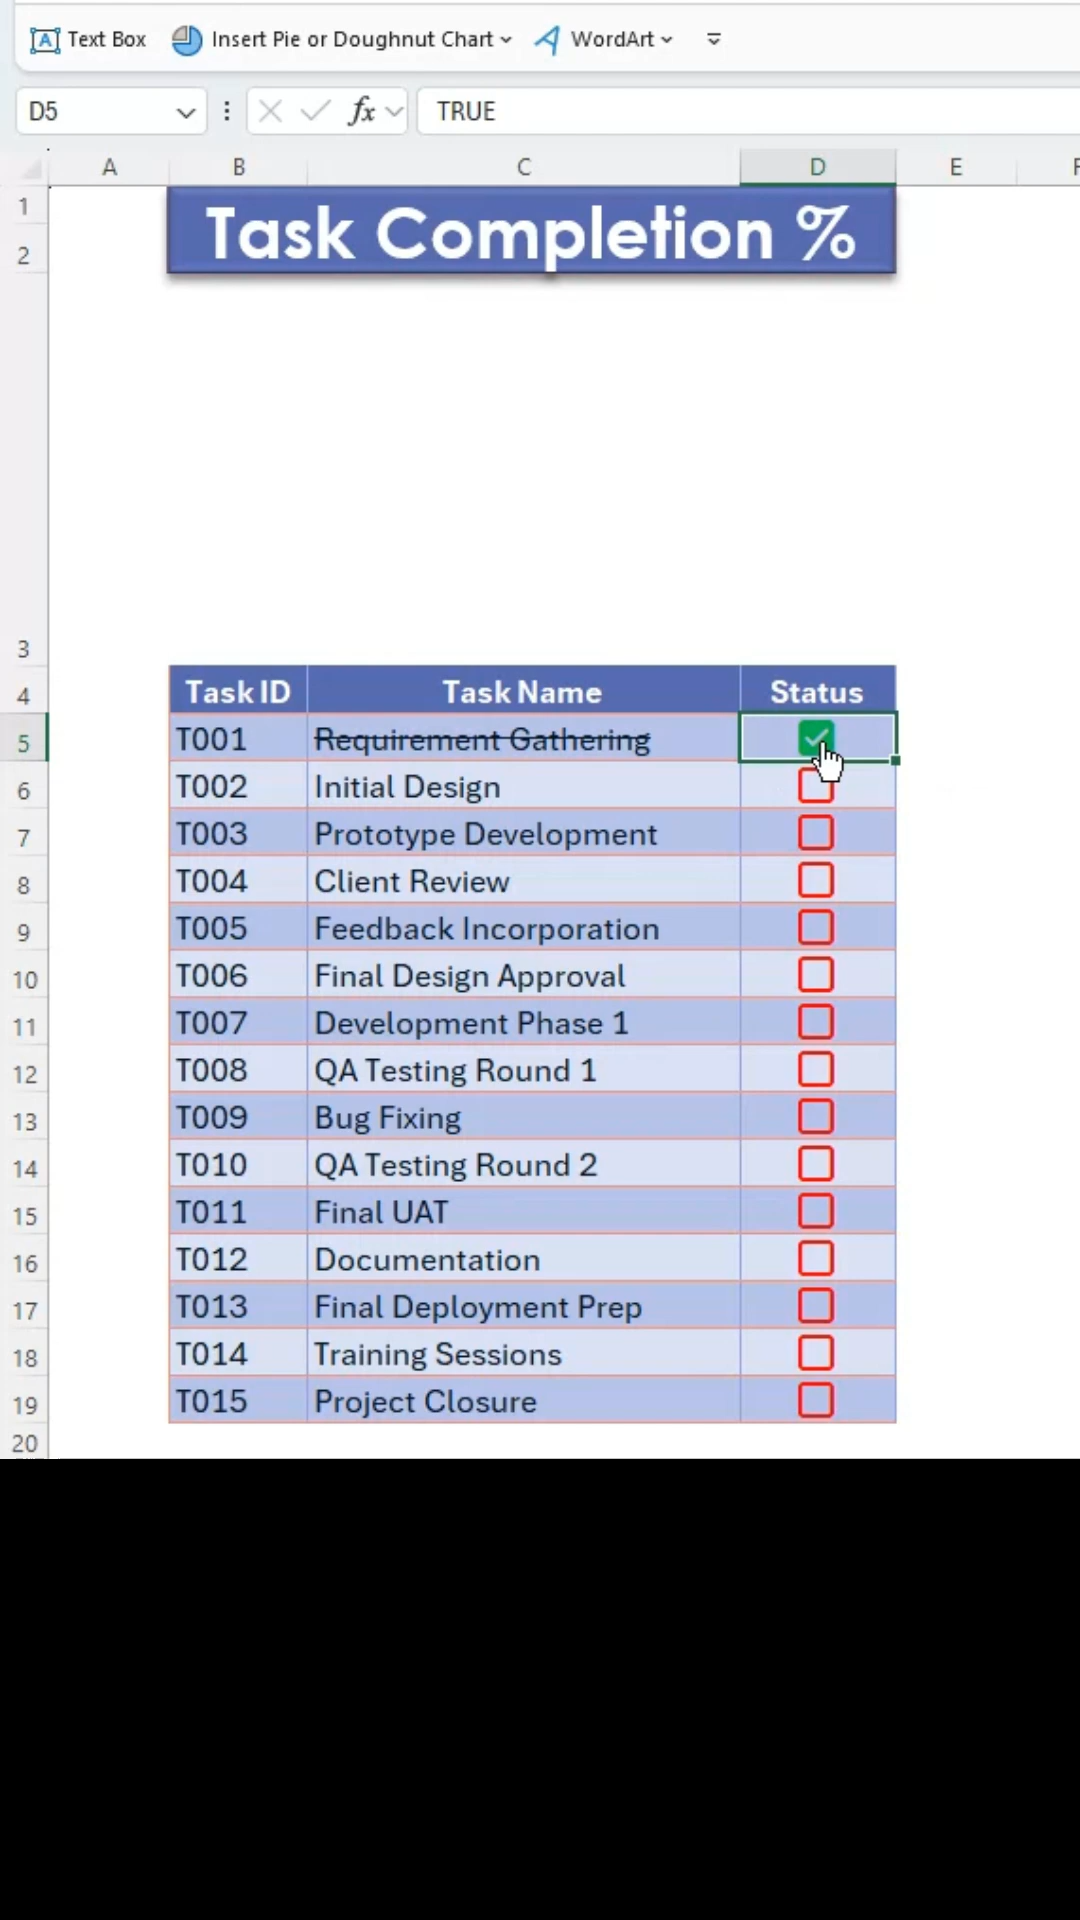 Text Box Insert Pie or Doughnut Chart WordArt
D5 fx TRUE
A B C D E F
1 Task Completion %
2
3
4 Task ID Task Name Status
5 T001 Requirement Gathering
6 T002 Initial Design
7 T003 Prototype Development
8 T004 Client Review
9 T005 Feedback Incorporation
10 T006 Final Design Approval
11 T007 Development Phase 1
12 T008 QA Testing Round 1
13 T009 Bug Fixing
14 T010 QA Testing Round 2
15 T011 Final UAT
16 T012 Documentation
17 T013 Final Deployment Prep
18 T014 Training Sessions
19 T015 Project Closure
20